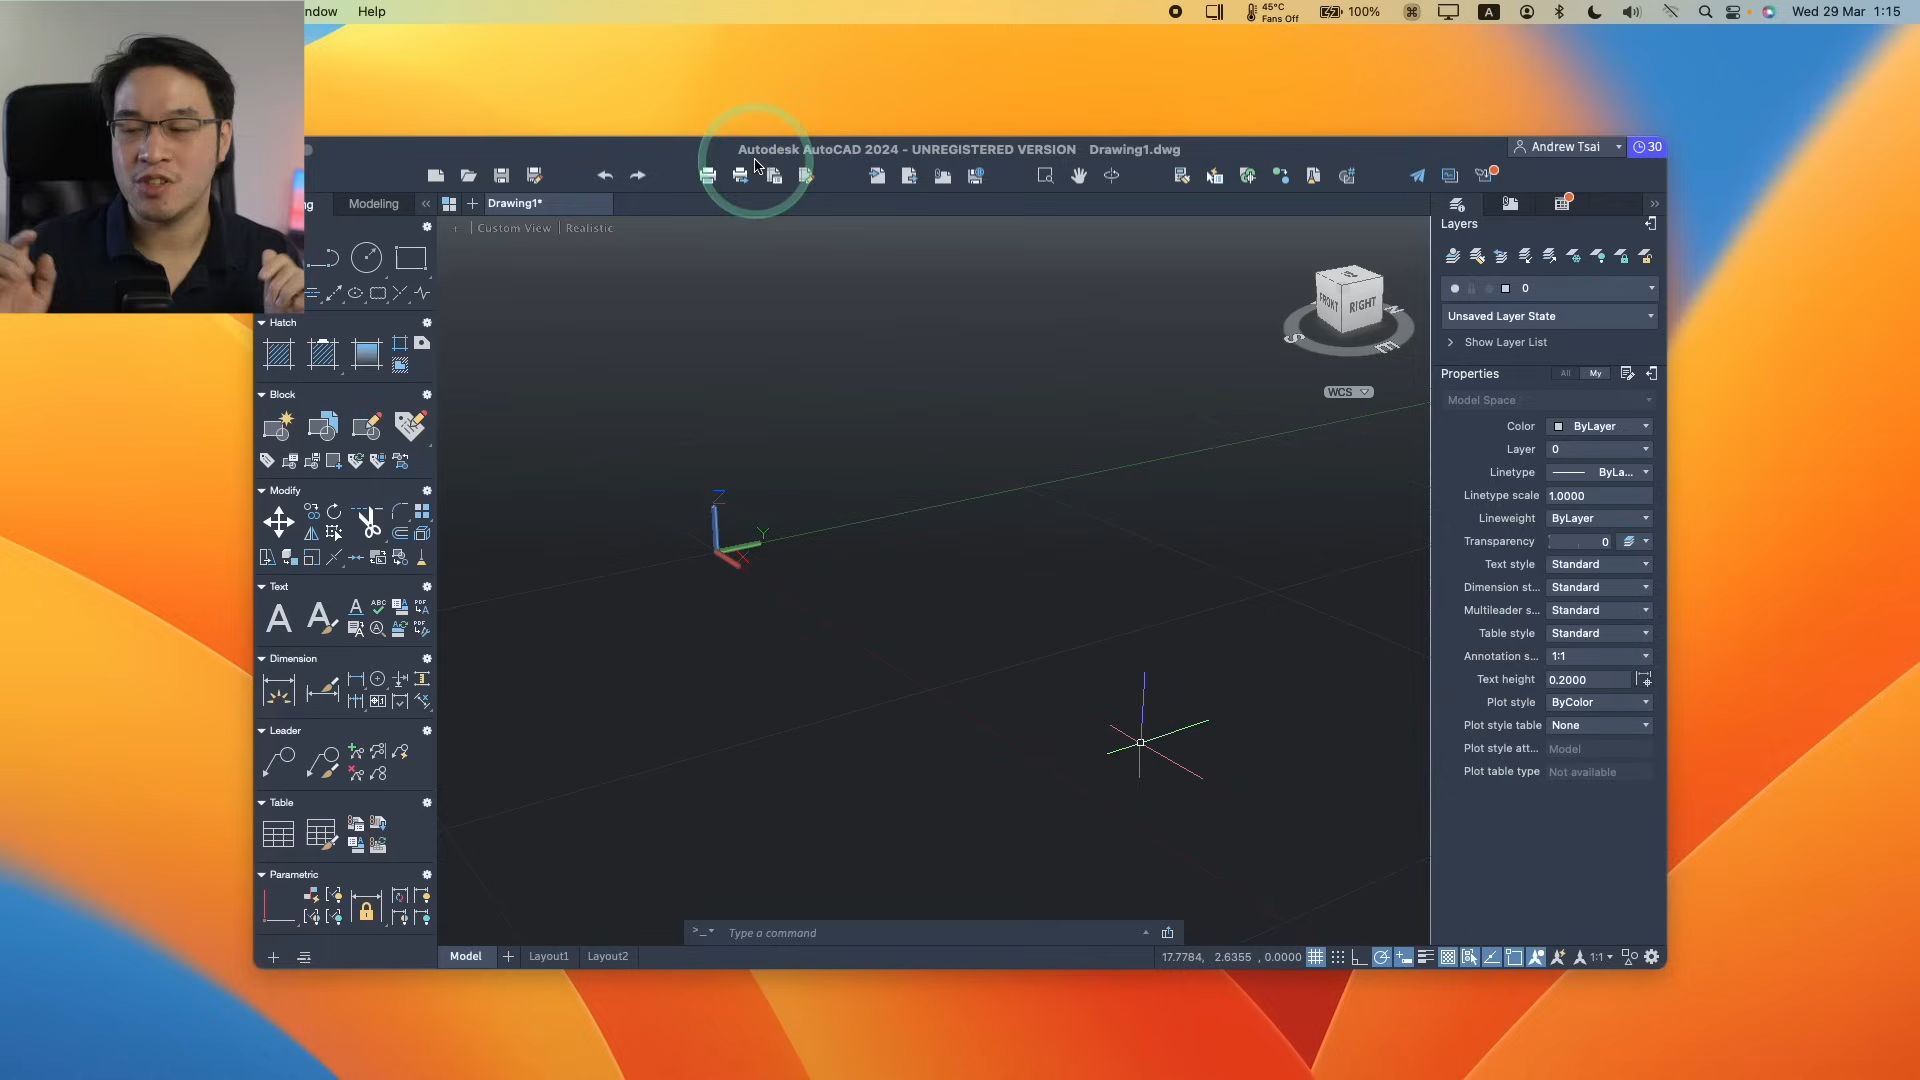 ndow Help
45°C
Fans Off
100%
A
Wed 29 Mar 1:15
Autodesk AutoCAD 2024 - UNREGISTERED VERSION Drawing1.dwg
Andrew Tsai
30
ng
Modeling
Drawing1*
Custom View
Realistic
Layers
FRONT
RIGHT
S
E
N
WCS
0
Unsaved Layer State
Show Layer List
Hatch
Block
Modify
Text
A
A
ABC
PDF
Dimension
Leader
Table
Parametric
Z
Y
X
Properties
All
My
Model Space
Color ByLayer
Layer 0
Linetype ByLa...
Linetype scale 1.0000
Lineweight ByLayer
Transparency 0
Text style Standard
Dimension st... Standard
Multileader s... Standard
Table style Standard
Annotation s... 1:1
Text height 0.2000
Plot style ByColor
Plot style table None
Plot style att... Model
Plot table type Not available
>_ Type a command
Model
Layout1
Layout2
17.7784, 2.6355 , 0.0000
1:1